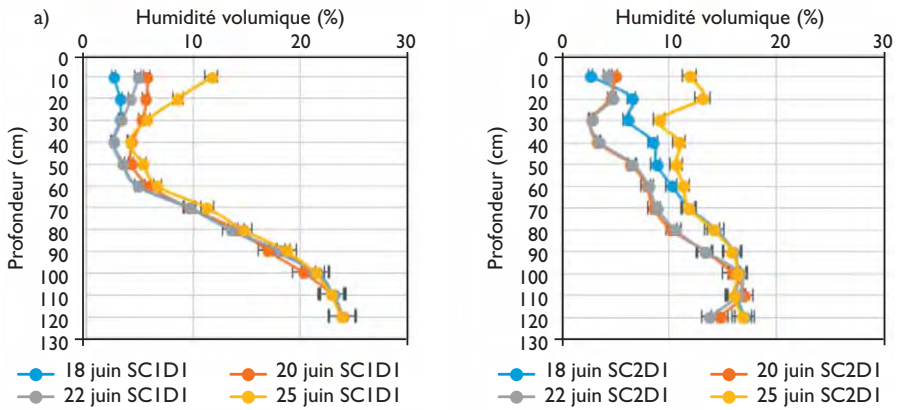 a) Humidité volumique (%)
0 10 20 30
Profondeur (cm)
0
10
20
30
40
50
60
70
80
90
100
110
120
130
18 juin SC1D1 20 juin SC1D1
22 juin SC1D1 25 juin SC1D1
b) Humidité volumique (%)
0 10 20 30
Profondeur (cm)
0
10
20
30
40
50
60
70
80
90
100
110
120
130
18 juin SC2D1 20 juin SC2D1
22 juin SC2D1 25 juin SC2D1